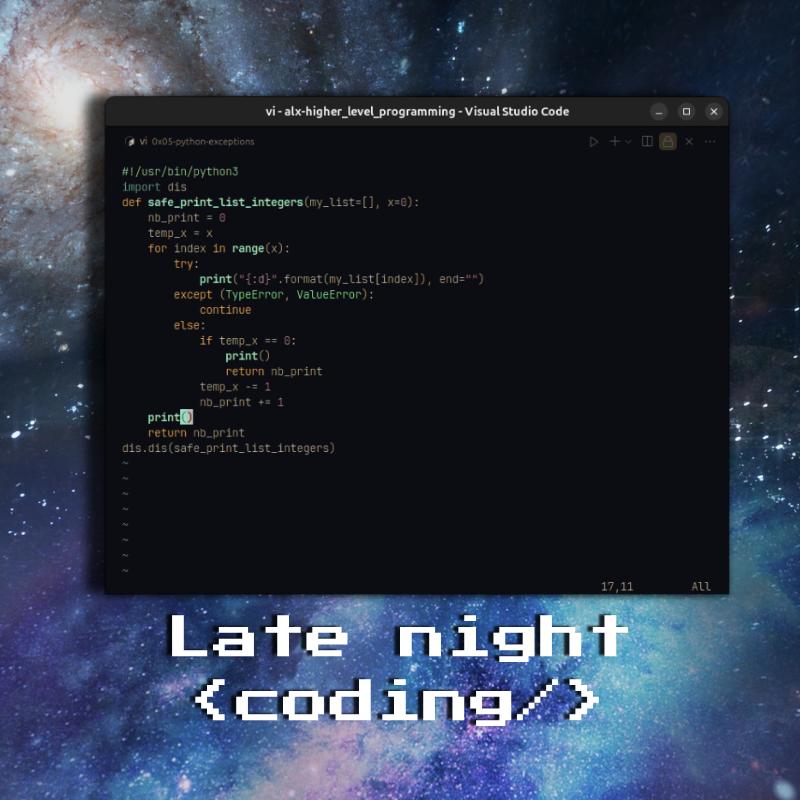 vi - alx-higher_level_programming - Visual Studio Code
vi 0x05-python-exceptions
#!/usr/bin/python3
import dis
def safe_print_list_integers(my_list=[], x=0):
    nb_print = 0
    temp_x = x
    for index in range(x):
        try:
            print("{:d}".format(my_list[index]), end="")
        except (TypeError, ValueError):
            continue
        else:
            if temp_x == 0:
                print()
                return nb_print
            temp_x -= 1
            nb_print += 1
    print()
    return nb_print
dis.dis(safe_print_list_integers)
~
~
~
~
~
~
~
~
17,11 All
Late night
<coding/>